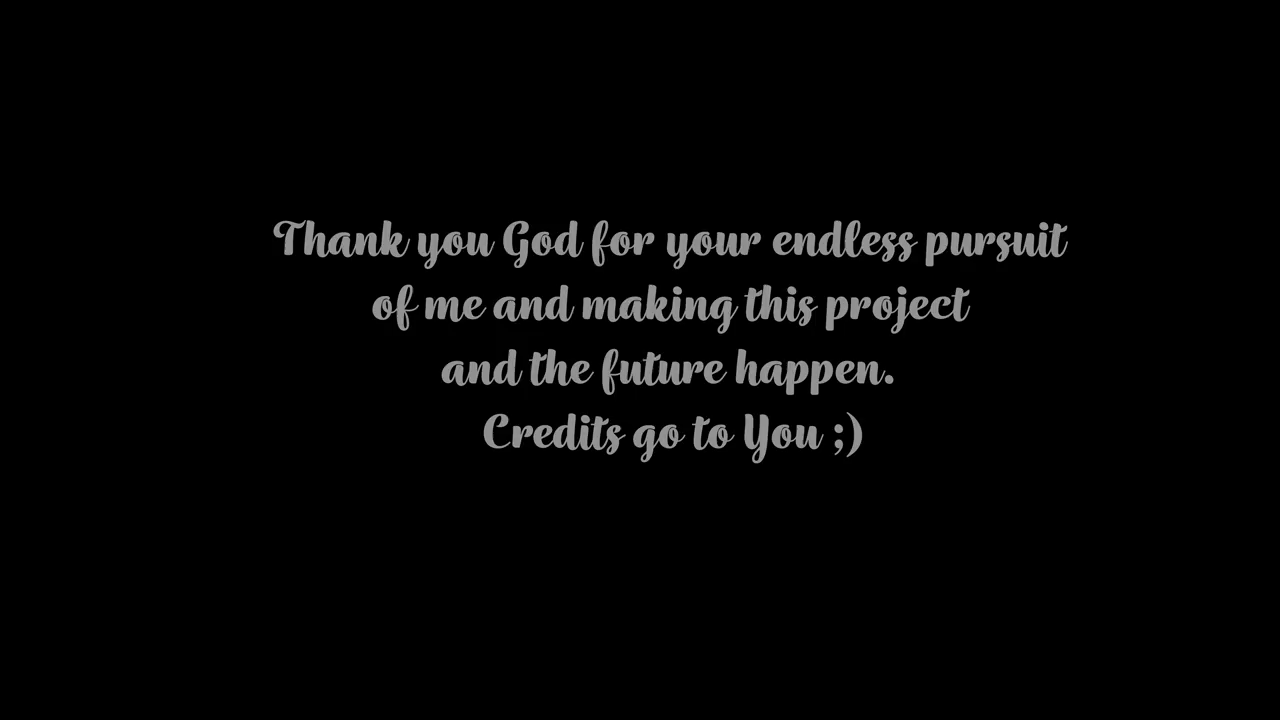 Thank you God for your endless pursuit
of me and making this project
and the future happen.
Credits go to You ;)